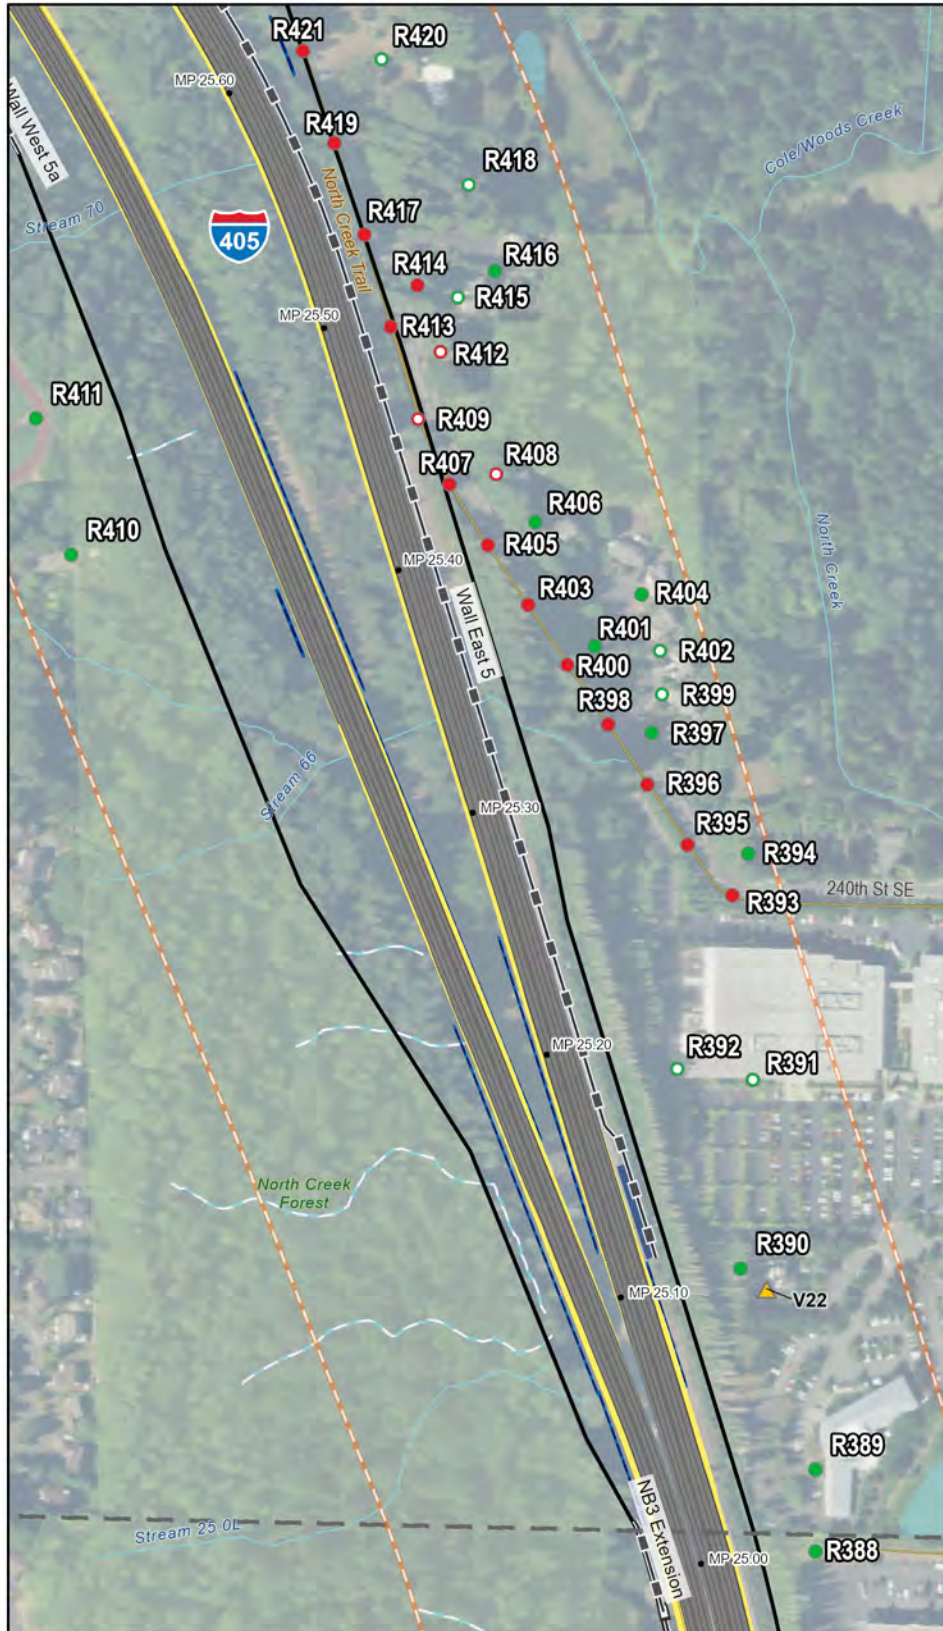 R421
R420
MP 25.60
Wall West 5a
R419
Cole/Woods Creek
R418
North Creek Trail
Stream 70
405
R417
R416
R414
R415
MP 25.50
R413
R412
R411
R409
R408
R407
R406
R410
R405
MP 25.40
North Creek
Wall East 5
R403
R404
R401
R402
R400
R399
R398
R397
Stream 66
R396
MP 25.30
R395
R394
240th St SE
R393
MP 25.20
R392
R391
North Creek
Forest
R390
MP 25.10
V22
R389
NB3 Extension
Stream 25.0L
R388
MP 25.00